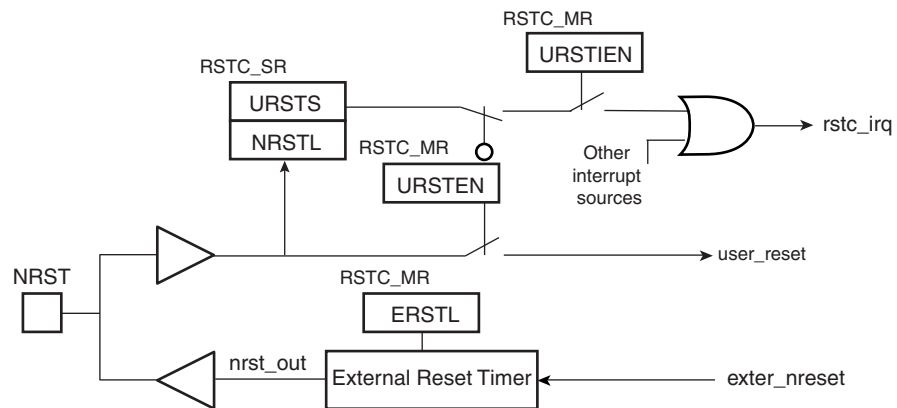 RSTC_MR
URSTIEN
RSTC_SR
URSTS
NRSTL
RSTC_MR
URSTEN
rstc_irq
Other
interrupt
sources
user_reset
NRST
RSTC_MR
ERSTL
nrst_out
External Reset Timer
exter_nreset